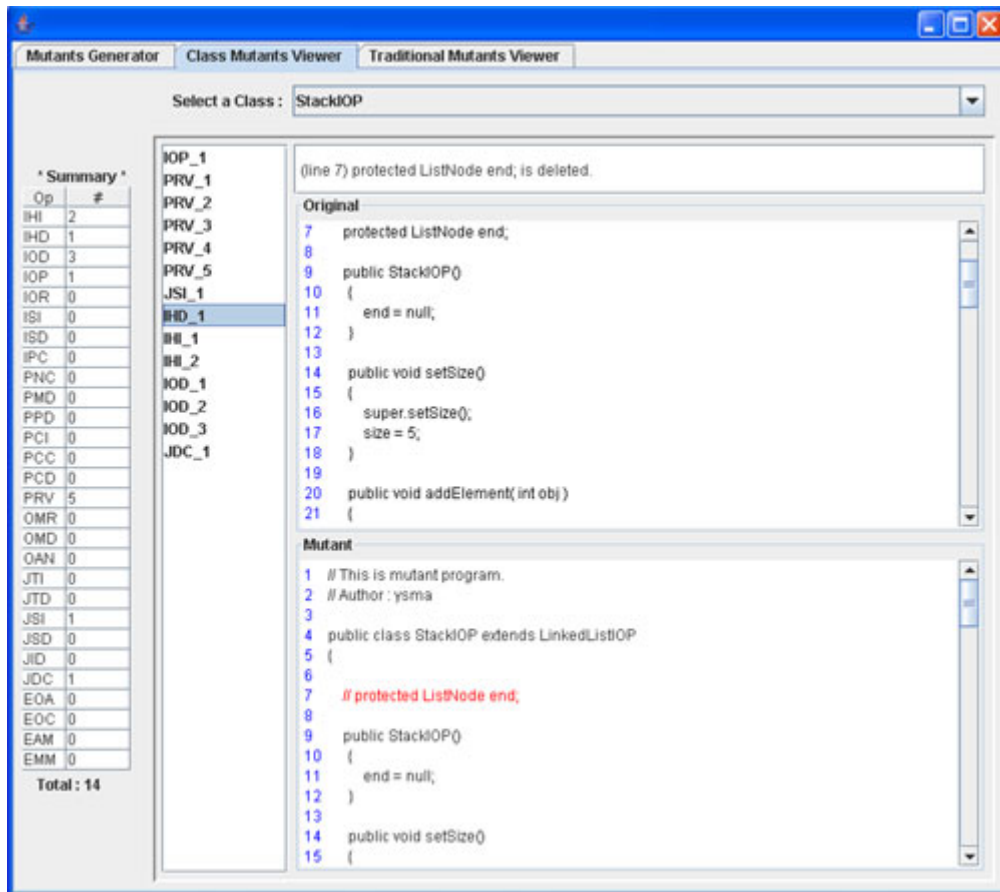 Mutants Generator Class Mutants Viewer Traditional Mutants Viewer
Select a Class : StackIOP
* Summary *
Op #
IHI 2
IHD 1
IOD 3
IOP 1
IOR 0
ISI 0
ISD 0
IPC 0
PNC 0
PMD 0
PPD 0
PCI 0
PCC 0
PCD 0
PRV 5
OMR 0
OMD 0
OAN 0
JTI 0
JTD 0
JSI 1
JSD 0
JID 0
JDC 1
EOA 0
EOC 0
EAM 0
EMM 0
Total : 14
IOP_1
PRV_1
PRV_2
PRV_3
PRV_4
PRV_5
JSI_1
IHD_1
IHI_1
IHI_2
IOD_1
IOD_2
IOD_3
JDC_1
(line 7) protected ListNode end; is deleted.
Original
7 protected ListNode end;
8
9 public StackIOP()
10 {
11 end = null;
12 }
13
14 public void setSize()
15 {
16 super.setSize();
17 size = 5;
18 }
19
20 public void addElement( int obj )
21 {
Mutant
1 // This is mutant program.
2 // Author : ysma
3
4 public class StackIOP extends LinkedListIOP
5 {
6
7 // protected ListNode end;
8
9 public StackIOP()
10 {
11 end = null;
12 }
13
14 public void setSize()
15 {